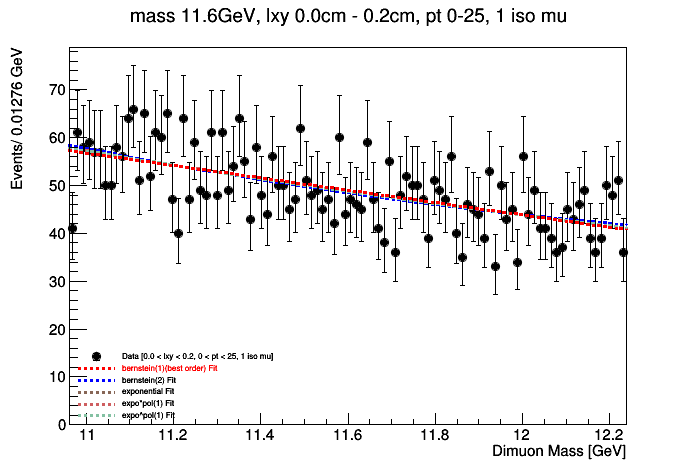 mass 11.6GeV, lxy 0.0cm - 0.2cm, pt 0-25, 1 iso mu
Events/ 0.01276 GeV
70
60
50
40
30
20
10
0
Data [0.0 < lxy < 0.2, 0 < pt < 25, 1 iso mu]
bernstein(1)(best order) Fit
bernstein(2) Fit
exponential Fit
expo*pol(1) Fit
expo^pol(1) Fit
11 11.2 11.4 11.6 11.8 12 12.2
Dimuon Mass [GeV]